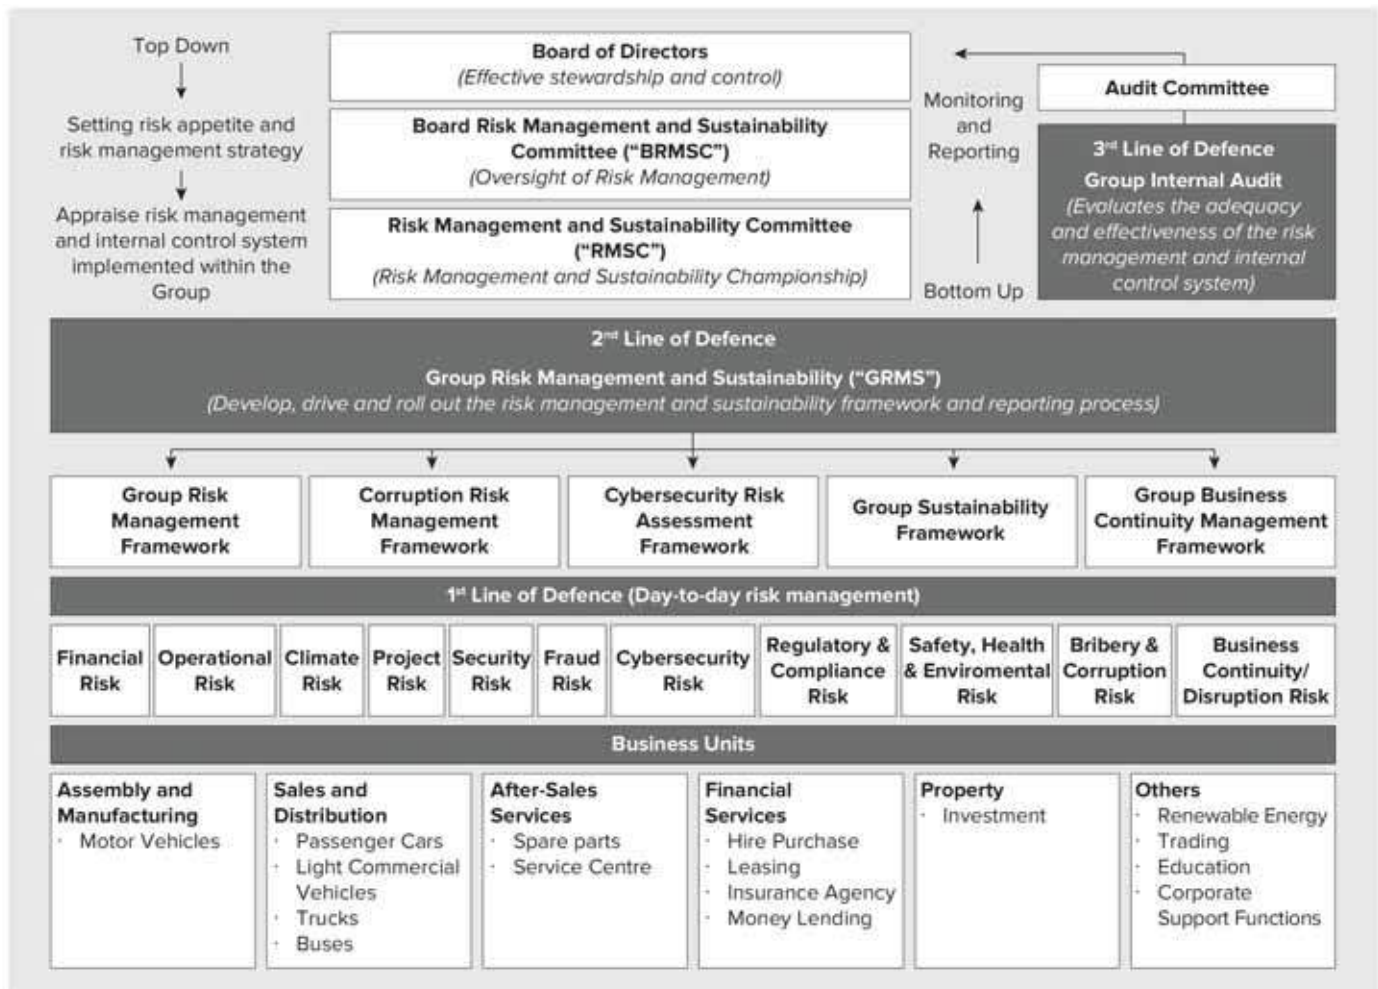 Top Down
Setting risk appetite and
risk management strategy
Appraise risk management
and internal control system
implemented within the
Group
Board of Directors
(Effective stewardship and control)
Board Risk Management and Sustainability
Committee (“BRMSC”)
(Oversight of Risk Management)
Risk Management and Sustainability Committee
(“RMSC”)
(Risk Management and Sustainability Championship)
Monitoring
and
Reporting
Bottom Up
Audit Committee
3rd Line of Defence
Group Internal Audit
(Evaluates the adequacy
and effectiveness of the risk
management and internal
control system)
2nd Line of Defence
Group Risk Management and Sustainability (“GRMS”)
(Develop, drive and roll out the risk management and sustainability framework and reporting process)
Group Risk
Management
Framework
Corruption Risk
Management
Framework
Cybersecurity Risk
Assessment
Framework
Group Sustainability
Framework
Group Business
Continuity Management
Framework
1st Line of Defence (Day-to-day risk management)
Financial
Risk
Operational
Risk
Climate
Risk
Project
Risk
Security
Risk
Fraud
Risk
Cybersecurity
Risk
Regulatory &
Compliance
Risk
Safety, Health
& Enviromental
Risk
Bribery &
Corruption
Risk
Business
Continuity/
Disruption Risk
Business Units
Assembly and
Manufacturing
· Motor Vehicles
Sales and
Distribution
· Passenger Cars
· Light Commercial
Vehicles
· Trucks
· Buses
After-Sales
Services
· Spare parts
· Service Centre
Financial
Services
· Hire Purchase
· Leasing
· Insurance Agency
· Money Lending
Property
· Investment
Others
· Renewable Energy
· Trading
· Education
· Corporate
Support Functions